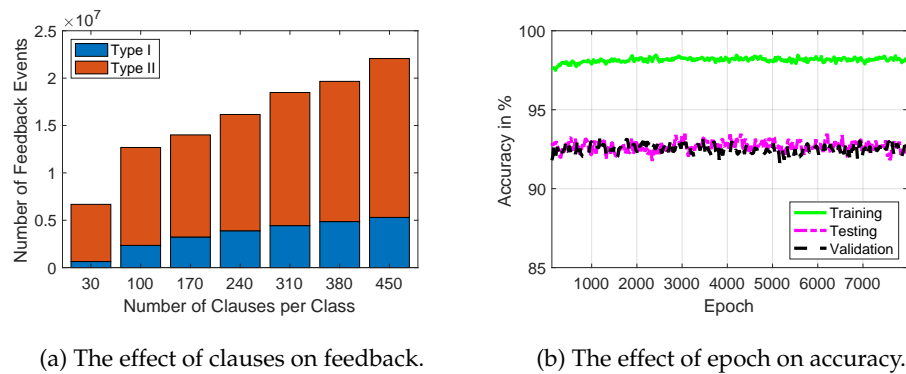 ×10^7
2.5
2
1.5
1
0.5
0
Number of Feedback Events
Type I
Type II
30 100 170 240 310 380 450
Number of Clauses per Class
(a) The effect of clauses on feedback.
100
95
90
85
Accuracy in %
Training
Testing
Validation
1000 2000 3000 4000 5000 6000 7000
Epoch
(b) The effect of epoch on accuracy.